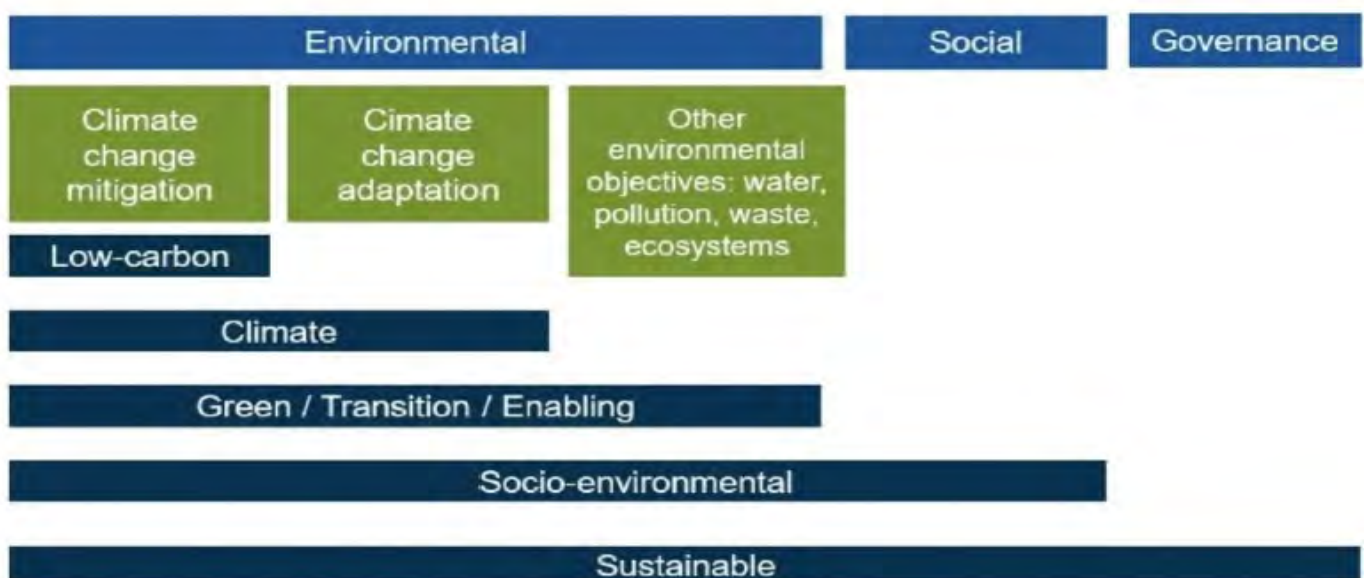 Environmental
Social
Governance
Climate
change
mitigation
Cimate
change
adaptation
Other
environmental
objectives: water,
pollution, waste,
ecosystems
Low-carbon
Climate
Green / Transition / Enabling
Socio-environmental
Sustainable